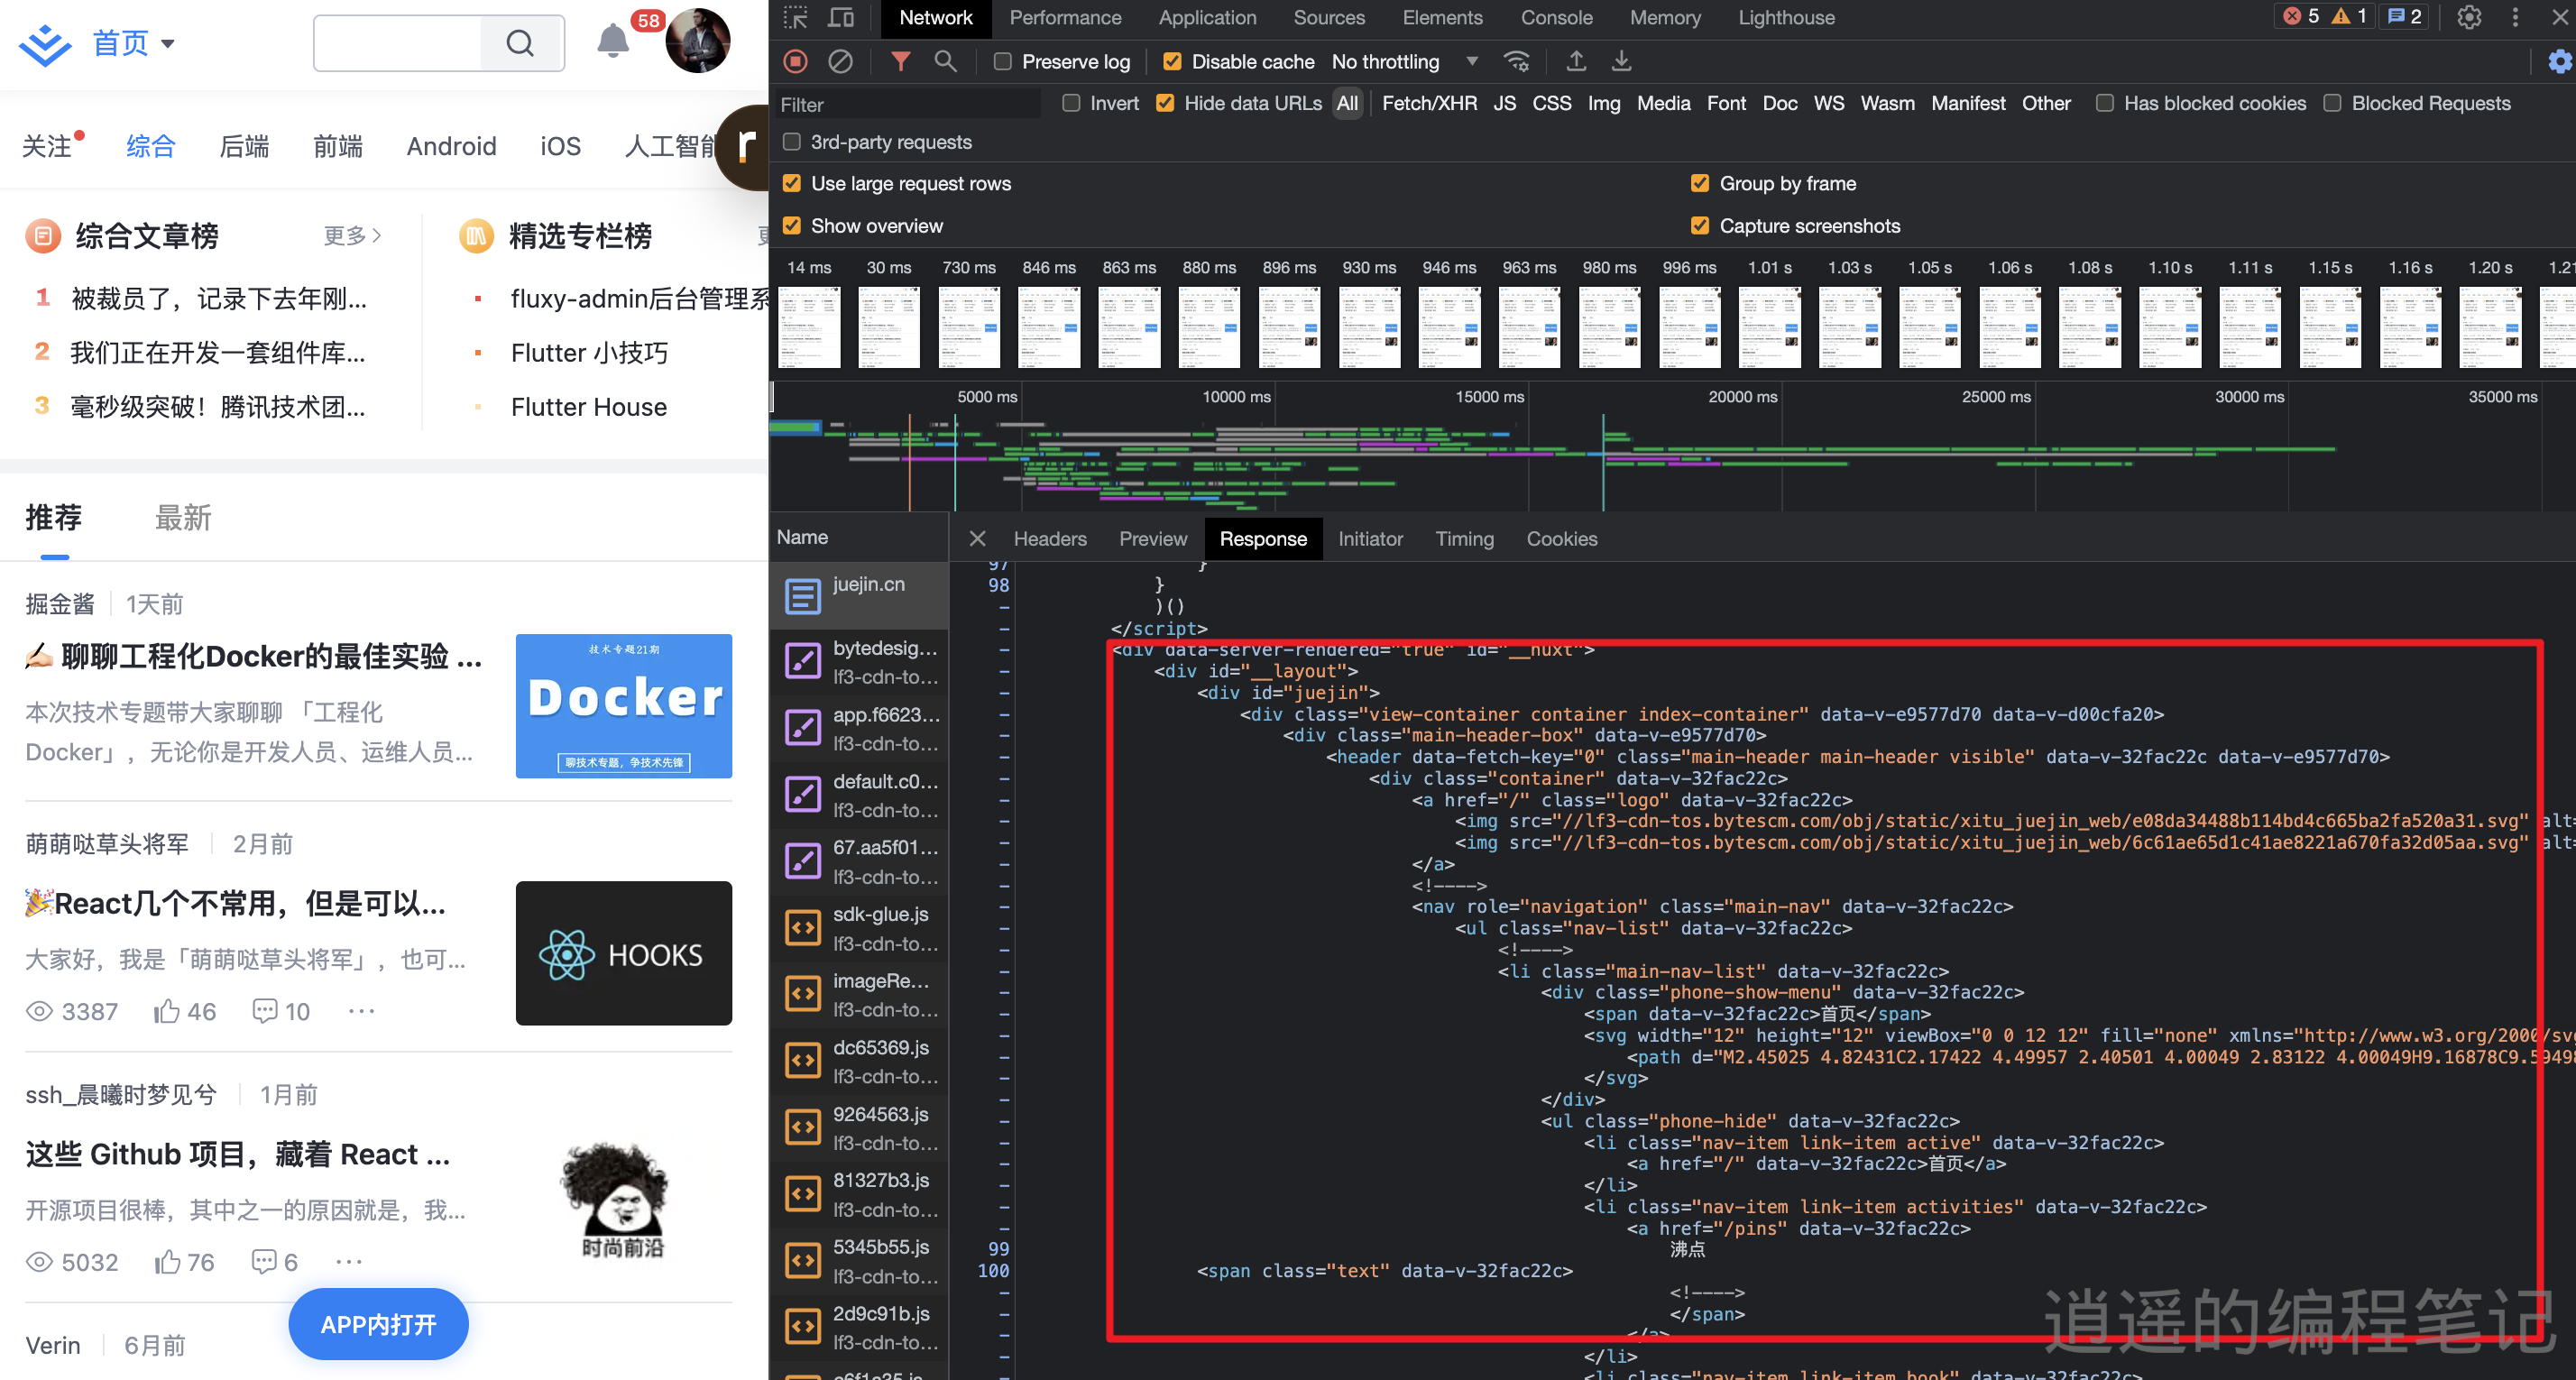 首页
58
关注
综合
后端
前端
Android
iOS
人工智能
综合文章榜
更多
1 被裁员了，记录下去年刚...
2 我们正在开发一套组件库...
3 毫秒级突破！腾讯技术团...
精选专栏榜
fluxy-admin后台管理系
Flutter 小技巧
Flutter House
推荐
最新
掘金酱 1天前
✍🏻 聊聊工程化Docker的最佳实验 ...
本次技术专题带大家聊聊 「工程化
Docker」，无论你是开发人员、运维人员...
技术专题21期
Docker
聊技术专题，争技术先锋
萌萌哒草头将军 2月前
🎉React几个不常用，但是可以...
大家好，我是「萌萌哒草头将军」，也可...
3387 46 10 ...
HOOKS
ssh_晨曦时梦见兮 1月前
这些 Github 项目，藏着 React ...
开源项目很棒，其中之一的原因就是，我...
5032 76 6 ...
时尚前沿
APP内打开
Verin 6月前
r
Network Performance Application Sources Elements Console Memory Lighthouse 5 1 2
Preserve log Disable cache No throttling
Filter Invert Hide data URLs All Fetch/XHR JS CSS Img Media Font Doc WS Wasm Manifest Other Has blocked cookies Blocked Requests
3rd-party requests
Use large request rows Group by frame
Show overview Capture screenshots
14 ms 30 ms 730 ms 846 ms 863 ms 880 ms 896 ms 930 ms 946 ms 963 ms 980 ms 996 ms 1.01 s 1.03 s 1.05 s 1.06 s 1.08 s 1.10 s 1.11 s 1.15 s 1.16 s 1.20 s 1.21
5000 ms 10000 ms 15000 ms 20000 ms 25000 ms 30000 ms 35000 ms
Name
juejin.cn
bytedesig...
lf3-cdn-to...
app.f6623...
lf3-cdn-to...
default.c0...
lf3-cdn-to...
67.aa5f01...
lf3-cdn-to...
sdk-glue.js
lf3-cdn-to...
imageRe...
lf3-cdn-to...
dc65369.js
lf3-cdn-to...
9264563.js
lf3-cdn-to...
81327b3.js
lf3-cdn-to...
5345b55.js
lf3-cdn-to...
2d9c91b.js
lf3-cdn-to...
Headers Preview Response Initiator Timing Cookies
97 }
98 }
)()
</script>
<div data-server-rendered="true" id="__nuxt">
<div id="__layout">
<div id="juejin">
<div class="view-container container index-container" data-v-e9577d70 data-v-d00cfa20>
<div class="main-header-box" data-v-e9577d70>
<header data-fetch-key="0" class="main-header main-header visible" data-v-32fac22c data-v-e9577d70>
<div class="container" data-v-32fac22c>
<a href="/" class="logo" data-v-32fac22c>
<img src="//lf3-cdn-tos.bytescm.com/obj/static/xitu_juejin_web/e08da34488b114bd4c665ba2fa520a31.svg" alt=
<img src="//lf3-cdn-tos.bytescm.com/obj/static/xitu_juejin_web/6c61ae65d1c41ae8221a670fa32d05aa.svg" alt=
</a>
<!---->
<nav role="navigation" class="main-nav" data-v-32fac22c>
<ul class="nav-list" data-v-32fac22c>
<!---->
<li class="main-nav-list" data-v-32fac22c>
<div class="phone-show-menu" data-v-32fac22c>
<span data-v-32fac22c>首页</span>
<svg width="12" height="12" viewBox="0 0 12 12" fill="none" xmlns="http://www.w3.org/2000/svg
<path d="M2.45025 4.82431C2.17422 4.49957 2.40501 4.00049 2.83122 4.00049H9.16878C9.59498
</svg>
</div>
<ul class="phone-hide" data-v-32fac22c>
<li class="nav-item link-item active" data-v-32fac22c>
<a href="/" data-v-32fac22c>首页</a>
</li>
<li class="nav-item link-item activities" data-v-32fac22c>
<a href="/pins" data-v-32fac22c>
99 沸点
100 <span class="text" data-v-32fac22c>
<!---->
</span>
</a>
</li>
<li class="nav-item link-item book" data-v-32fac22c>
逍遥的编程笔记